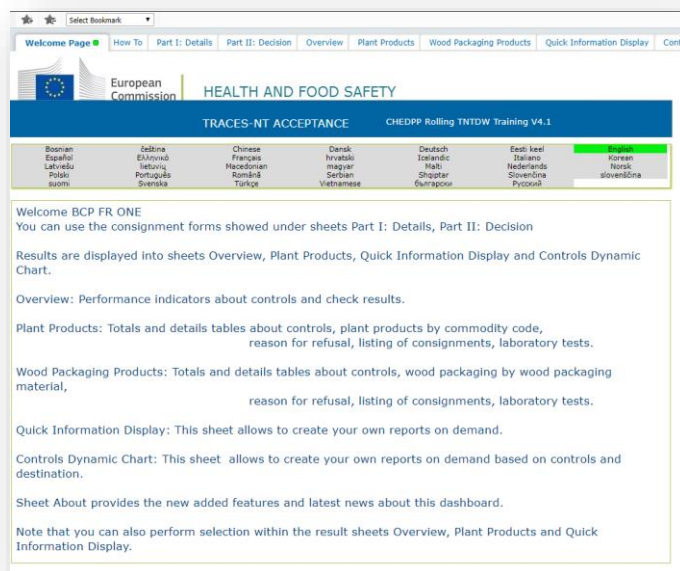 Select Bookmark
Welcome Page How To Part I: Details Part II: Decision Overview Plant Products Wood Packaging Products Quick Information Display Cont
European
Commission
HEALTH AND FOOD SAFETY
TRACES-NT ACCEPTANCE CHEDPP Rolling TNTDW Training V4.1
Bosnian čeština Chinese Dansk Deutsch Eesti keel English
Español Ελληνικά Français hrvatski Icelandic Italiano Korean
Latviešu lietuvių Macedonian magyar Malti Nederlands Norsk
Polski Português Română Serbian Shqiptar Slovenčina slovenščina
suomi Svenska Türkçe Vietnamese български Русский
Welcome BCP FR ONE
You can use the consignment forms showed under sheets Part I: Details, Part II: Decision
Results are displayed into sheets Overview, Plant Products, Quick Information Display and Controls Dynamic
Chart.
Overview: Performance indicators about controls and check results.
Plant Products: Totals and details tables about controls, plant products by commodity code,
reason for refusal, listing of consignments, laboratory tests.
Wood Packaging Products: Totals and details tables about controls, wood packaging by wood packaging
material,
reason for refusal, listing of consignments, laboratory tests.
Quick Information Display: This sheet allows to create your own reports on demand.
Controls Dynamic Chart: This sheet allows to create your own reports on demand based on controls and
destination.
Sheet About provides the new added features and latest news about this dashboard.
Note that you can also perform selection within the result sheets Overview, Plant Products and Quick
Information Display.